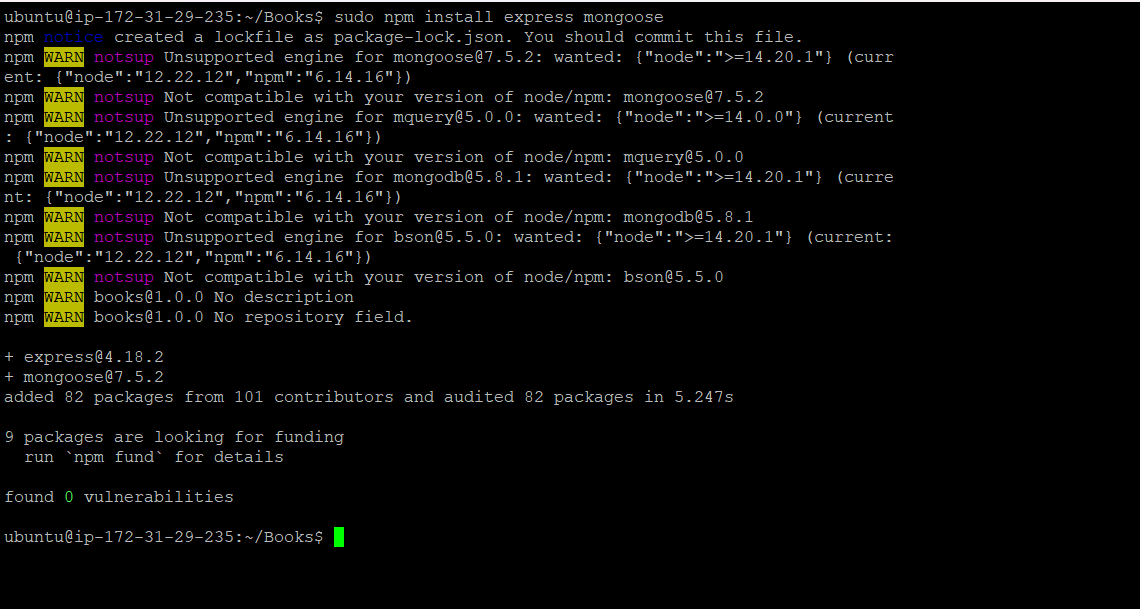 ubuntu@ip-172-31-29-235:~/Books$ sudo npm install express mongoose
npm notice created a lockfile as package-lock.json. You should commit this file.
npm WARN notsup Unsupported engine for mongoose@7.5.2: wanted: {"node":">=14.20.1"} (curr
ent: {"node":"12.22.12","npm":"6.14.16"})
npm WARN notsup Not compatible with your version of node/npm: mongoose@7.5.2
npm WARN notsup Unsupported engine for mquery@5.0.0: wanted: {"node":">=14.0.0"} (current
: {"node":"12.22.12","npm":"6.14.16"})
npm WARN notsup Not compatible with your version of node/npm: mquery@5.0.0
npm WARN notsup Unsupported engine for mongodb@5.8.1: wanted: {"node":">=14.20.1"} (curre
nt: {"node":"12.22.12","npm":"6.14.16"})
npm WARN notsup Not compatible with your version of node/npm: mongodb@5.8.1
npm WARN notsup Unsupported engine for bson@5.5.0: wanted: {"node":">=14.20.1"} (current:
 {"node":"12.22.12","npm":"6.14.16"})
npm WARN notsup Not compatible with your version of node/npm: bson@5.5.0
npm WARN books@1.0.0 No description
npm WARN books@1.0.0 No repository field.
+ express@4.18.2
+ mongoose@7.5.2
added 82 packages from 101 contributors and audited 82 packages in 5.247s
9 packages are looking for funding
  run `npm fund` for details
found 0 vulnerabilities
ubuntu@ip-172-31-29-235:~/Books$